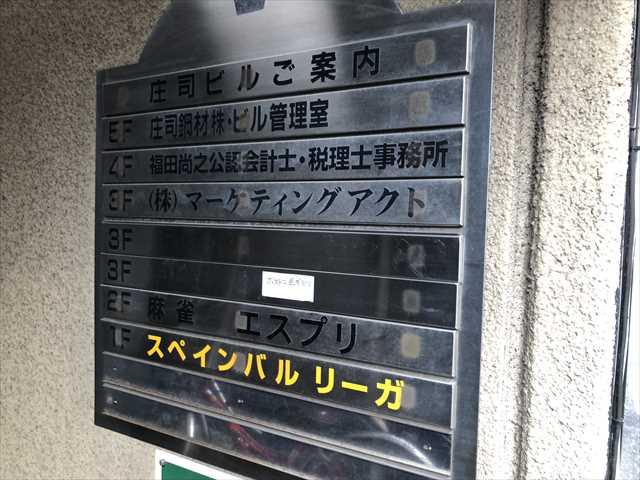 庄司ビルご案内
5F 庄司鋼材株・ビル管理室
4F 福田尚之公認会計士・税理士事務所
3F (株)マーケティングアクト
3F
3F
2F 麻雀 エスプリ
1F スペインバル リーガ